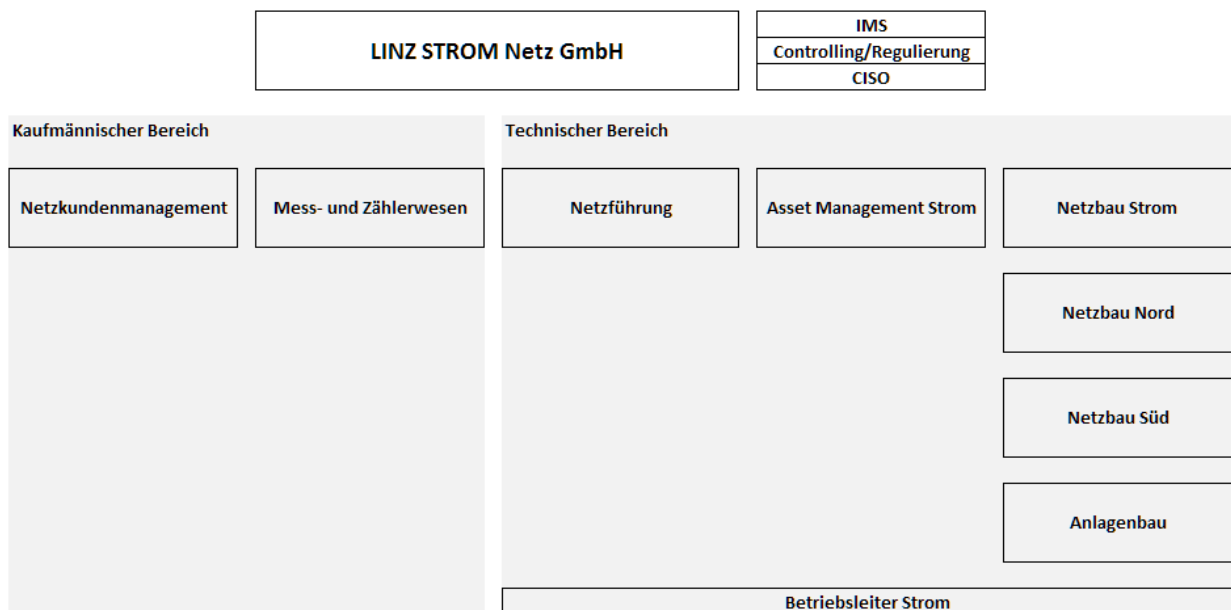 LINZ STROM Netz GmbH
IMS
Controlling/Regulierung
CISO
Kaufmännischer Bereich
Technischer Bereich
Netzkundenmanagement
Mess- und Zählerwesen
Netzführung
Asset Management Strom
Netzbau Strom
Netzbau Nord
Netzbau Süd
Anlagenbau
Betriebsleiter Strom